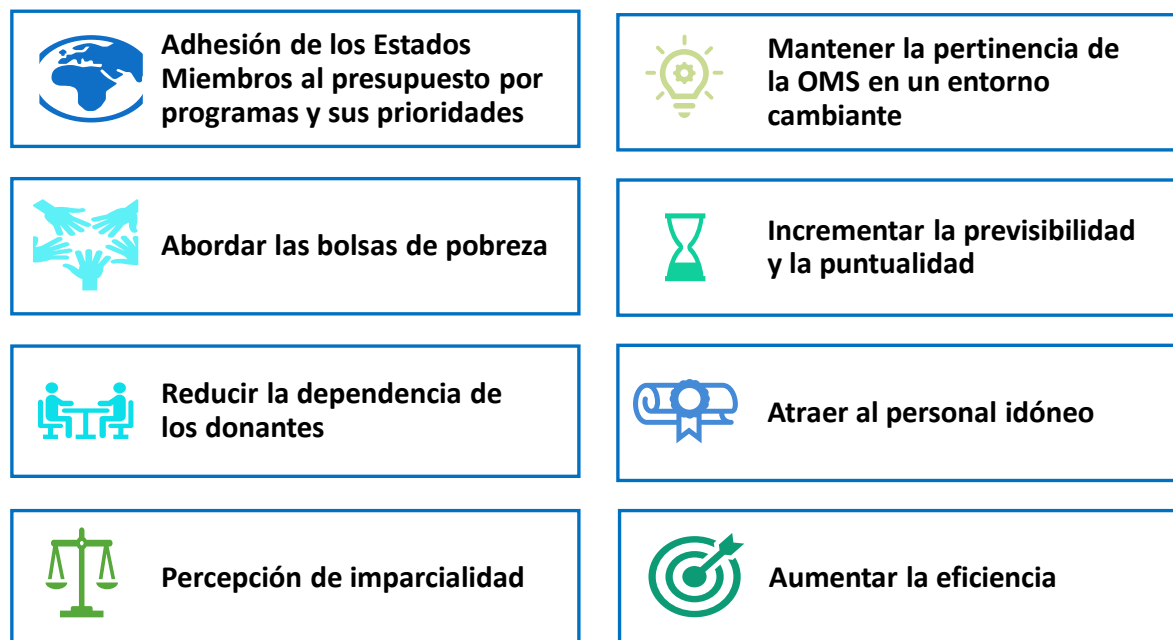 Adhesión de los Estados
Miembros al presupuesto por
programas y sus prioridades
Mantener la pertinencia de
la OMS en un entorno
cambiante
Abordar las bolsas de pobreza
Incrementar la previsibilidad
y la puntualidad
Reducir la dependencia de
los donantes
Atraer al personal idóneo
Percepción de imparcialidad
Aumentar la eficiencia